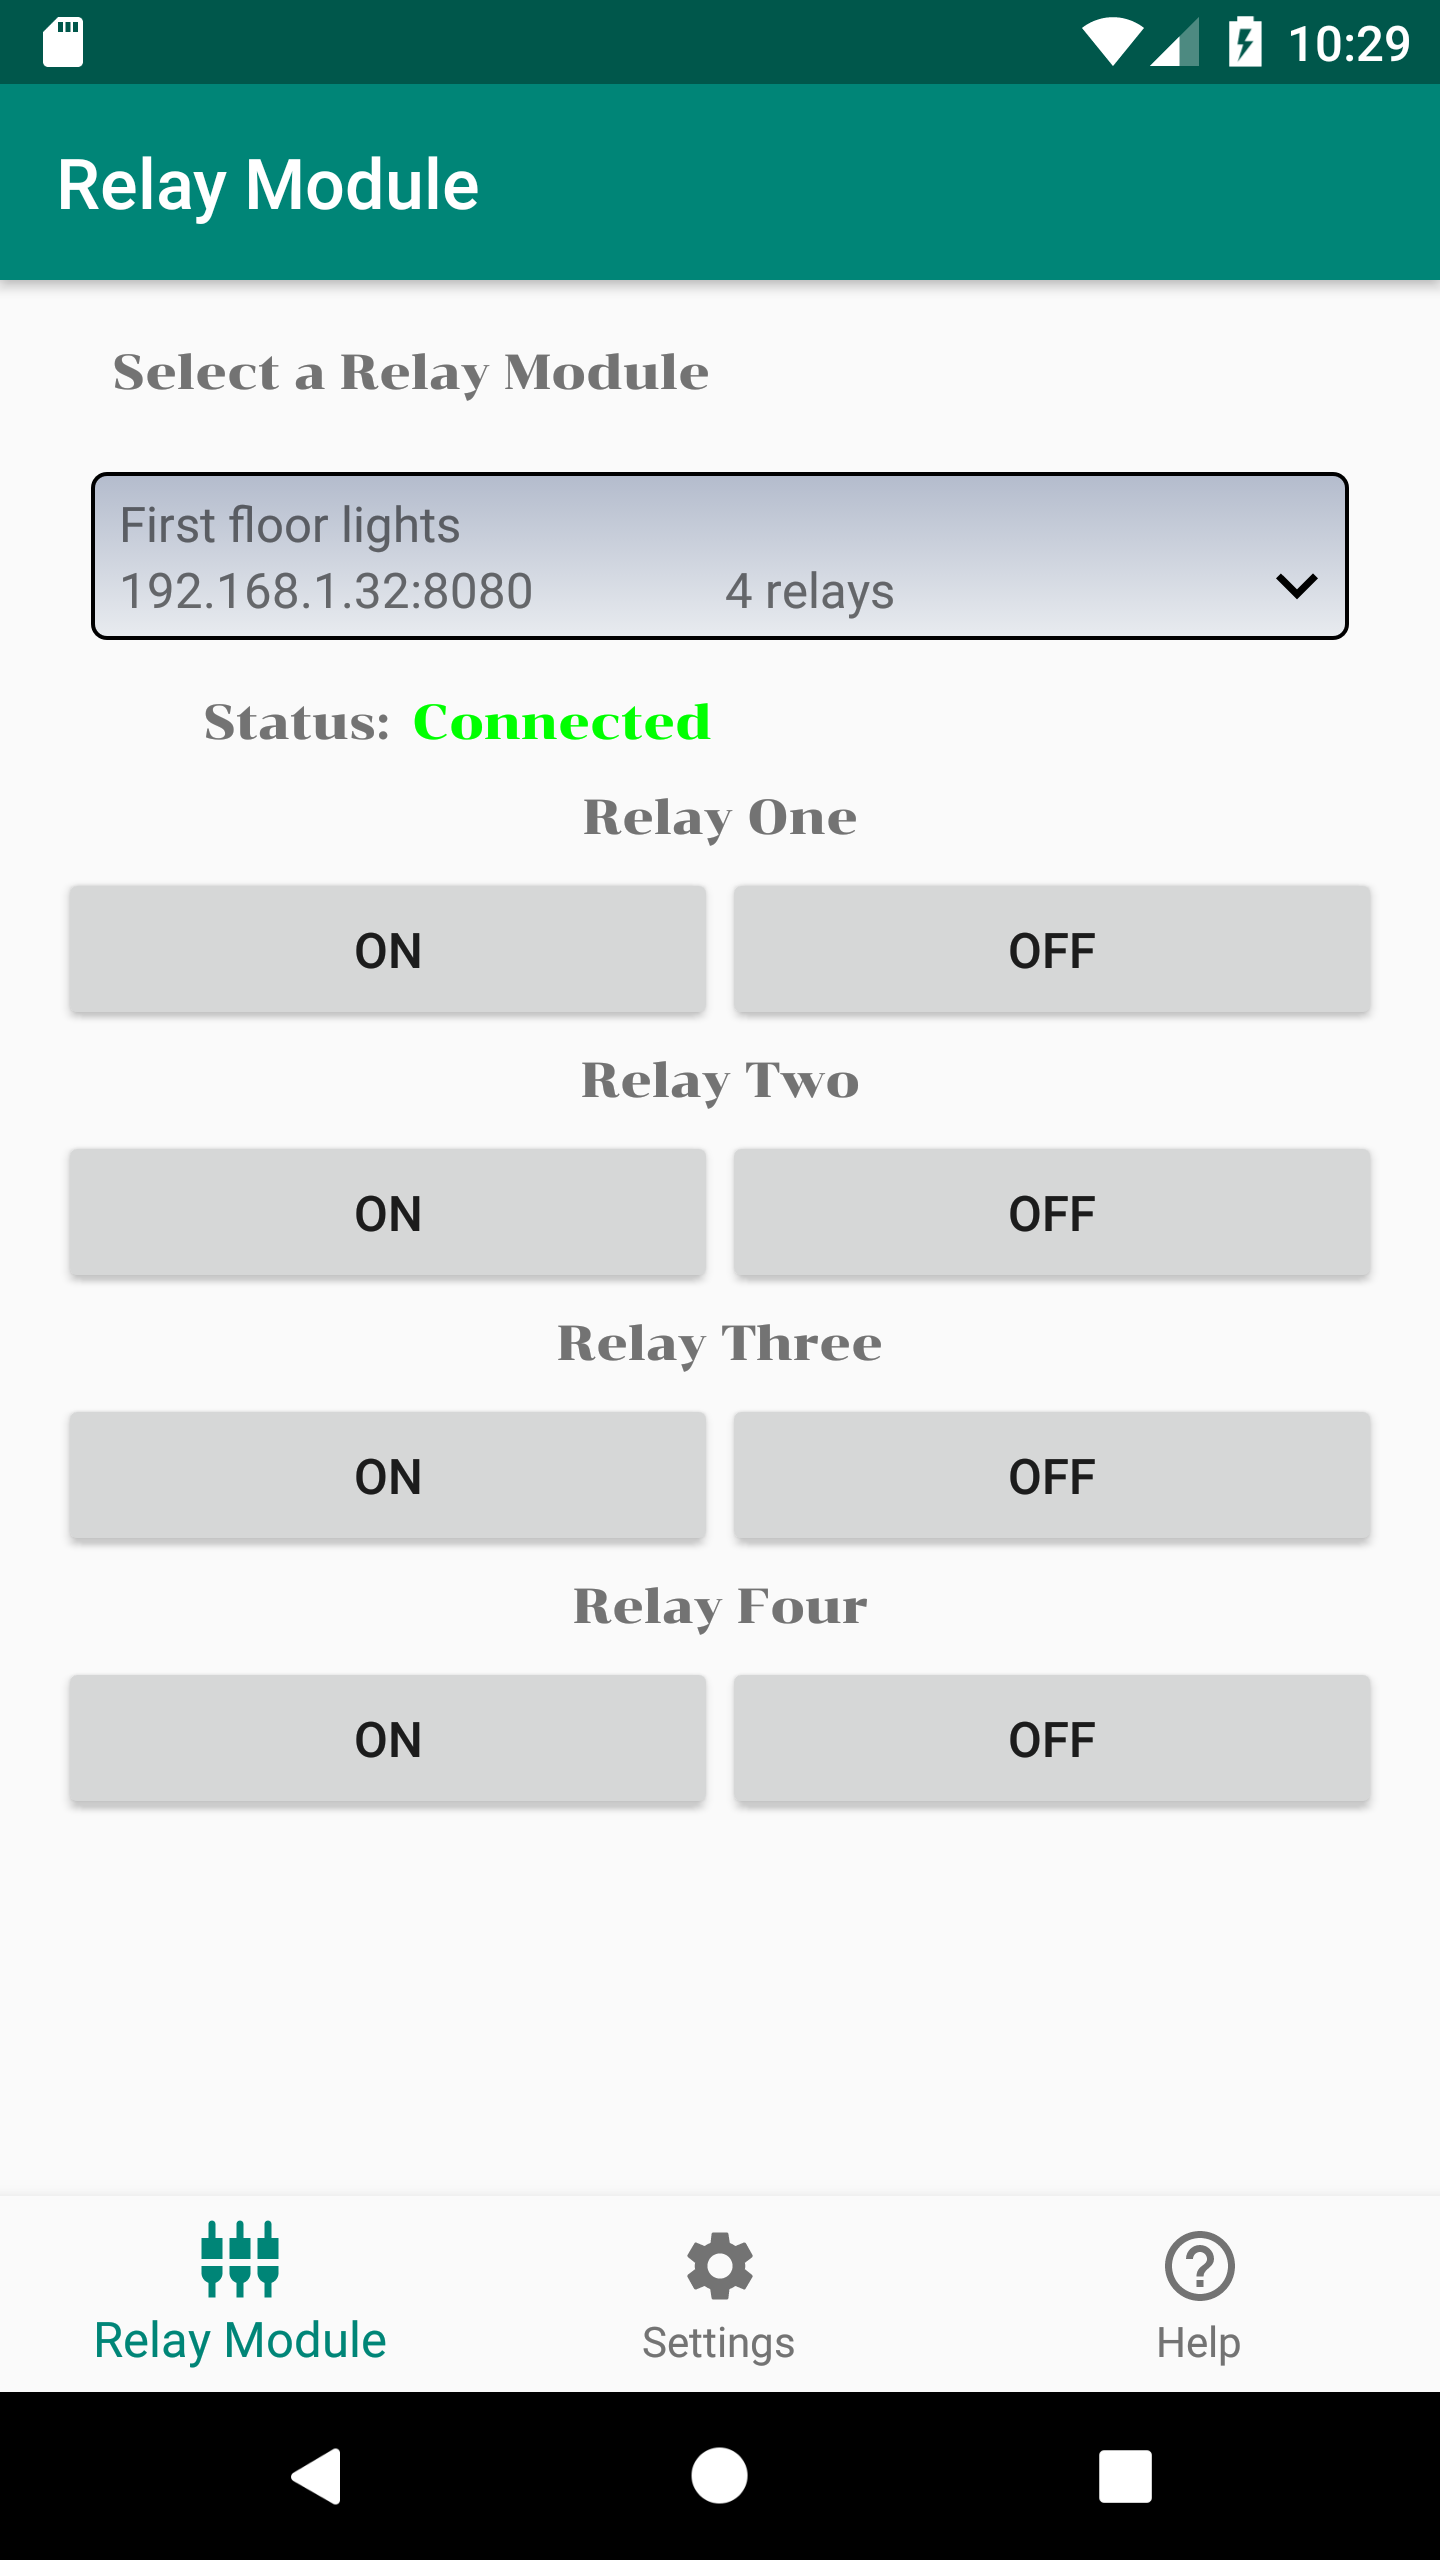 10:29
Relay Module
Select a Relay Module
First floor lights
192.168.1.32:8080 4 relays
Status: Connected
Relay One
ON OFF
Relay Two
ON OFF
Relay Three
ON OFF
Relay Four
ON OFF
Relay Module Settings Help